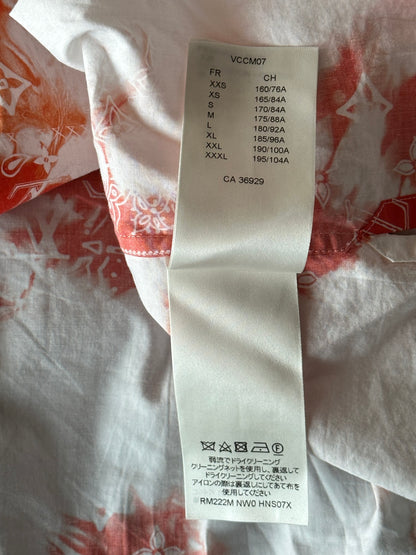 VCCM07
FR CH
XXS 160/76A
XS 165/84A
S 170/84A
M 175/88A
L 180/92A
XL 185/96A
XXL 190/100A
XXXL 195/104A
CA 36929
弱流でドライクリーニング
クリーニングネットを使用し、裏返して
ドライクリーニングしてください
アイロンの際は裏返しにしてあて布を
ご使用ください
RM222M NW0 HNS07X